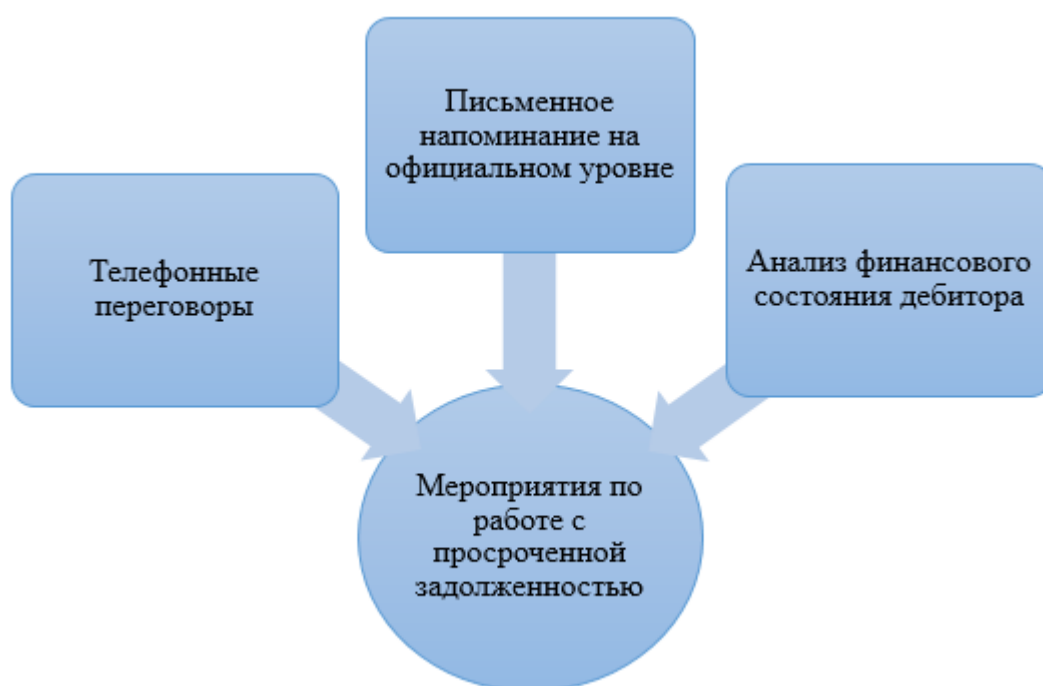 Письменное
напоминание на
официальном уровне
Телефонные
переговоры
Анализ финансового
состояния дебитора
Мероприятия по
работе с
просроченной
задолженностью